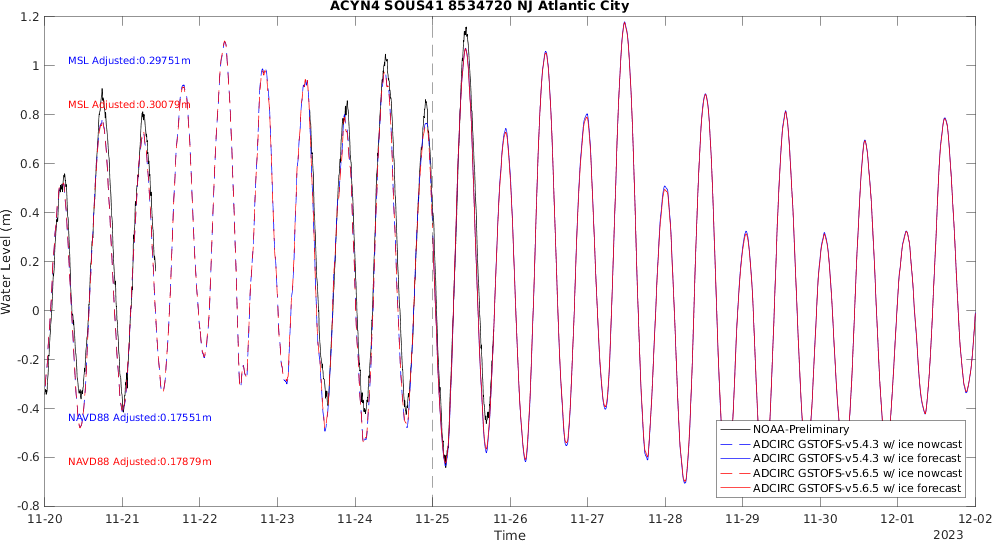 ACYN4 SOUS41 8534720 NJ Atlantic City
1.2
1
0.8
0.6
0.4
0.2
0
-0.2
-0.4
-0.6
-0.8
Water Level (m)
MSL Adjusted:0.29751m
MSL Adjusted:0.30079m
NAVD88 Adjusted:0.17551m
NAVD88 Adjusted:0.17879m
NOAA-Preliminary
ADCIRC GSTOFS-v5.4.3 w/ ice nowcast
ADCIRC GSTOFS-v5.4.3 w/ ice forecast
ADCIRC GSTOFS-v5.6.5 w/ ice nowcast
ADCIRC GSTOFS-v5.6.5 w/ ice forecast
11-20 11-21 11-22 11-23 11-24 11-25 11-26 11-27 11-28 11-29 11-30 12-01 12-02
Time
2023